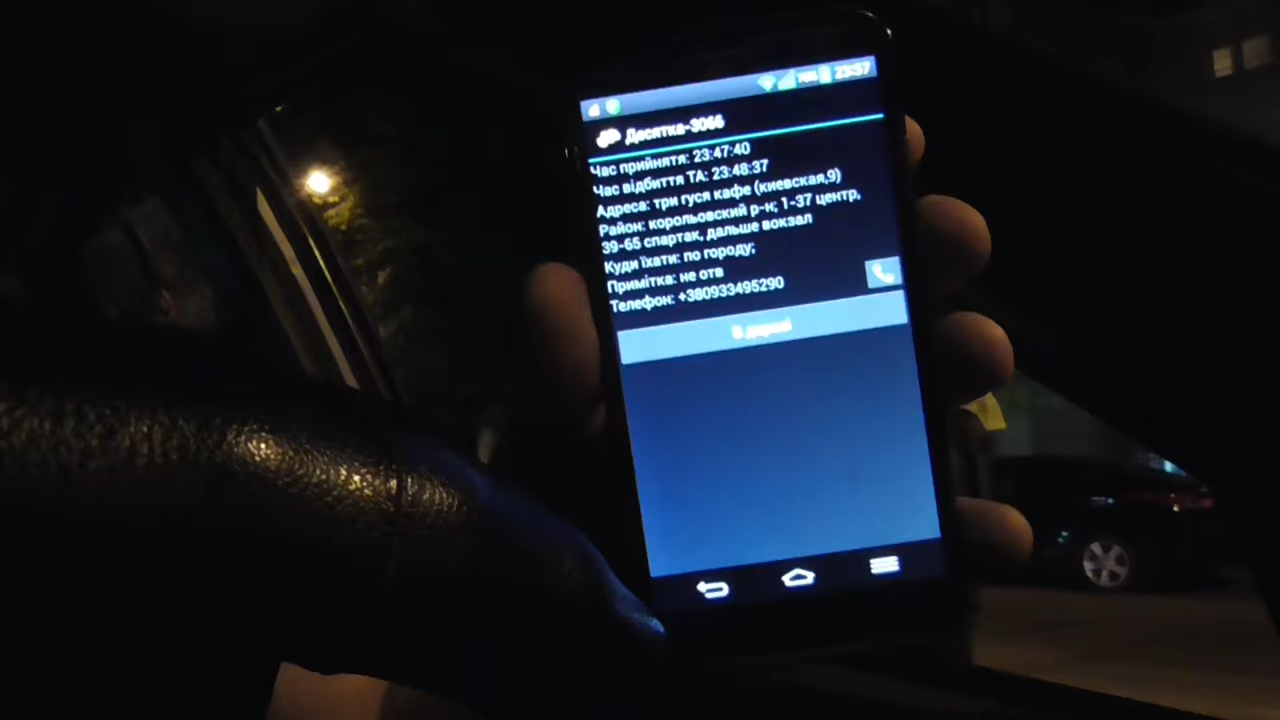 70% 23:57
Десятка-3066
Час прийнятя: 23:47:40
Час відбиття ТА: 23:48:37
Адреса: три гуся кафе (киевская,9)
Район: корольовский р-н; 1-37 центр,
39-65 спартак, дальше вокзал
Куди їхати: по городу;
Примітка: не отв
Телефон: +380933495290
В дорозі